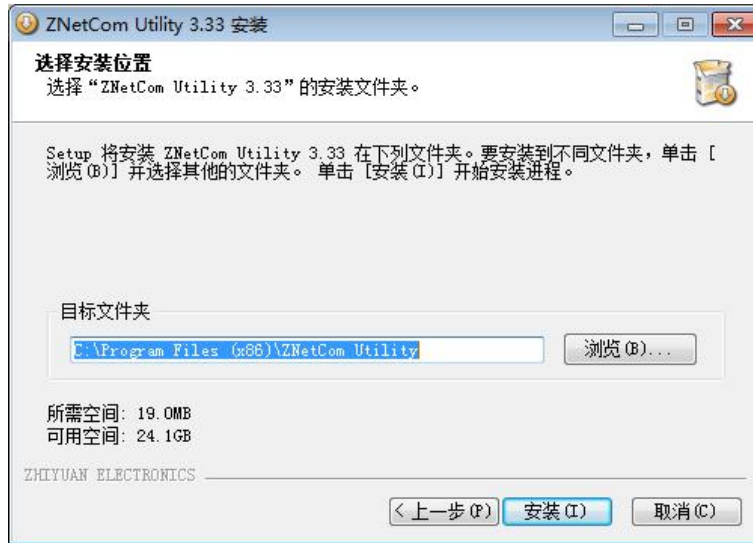 ZNetCom Utility 3.33 安装
选择安装位置
选择“ZNetCom Utility 3.33”的安装文件夹。
Setup 将安装 ZNetCom Utility 3.33 在下列文件夹。要安装到不同文件夹，单击 [
浏览(B)] 并选择其他的文件夹。 单击 [安装(I)] 开始安装进程。
目标文件夹
C:\Program Files (x86)\ZNetCom Utility
浏览(B)...
所需空间: 19.0MB
可用空间: 24.1GB
ZHIYUAN ELECTRONICS
< 上一步(P)
安装(I)
取消(C)